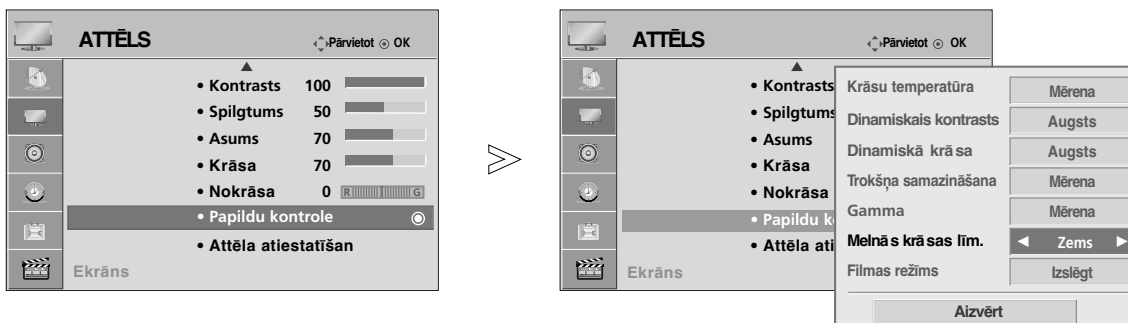 ATTĒLS
Pārvietot OK
• Kontrasts 100
• Spilgtums 50
• Asums 70
• Krāsa 70
• Nokrāsa 0 R G
• Papildu kontrole
• Attēla atiestatīšan
Ekrāns
ATTĒLS
Pārvietot OK
• Kontrasts
• Spilgtums
• Asums
• Krāsa
• Nokrāsa
• Papildu k
• Attēla ati
Ekrāns
Krāsu temperatūra Mērena
Dinamiskais kontrasts Augsts
Dinamiskā krāsa Augsts
Trokšņa samazināšana Mērena
Gamma Mērena
Melnās krāsas līm. ◄ Zems ►
Filmas režīms Izslēgt
Aizvērt